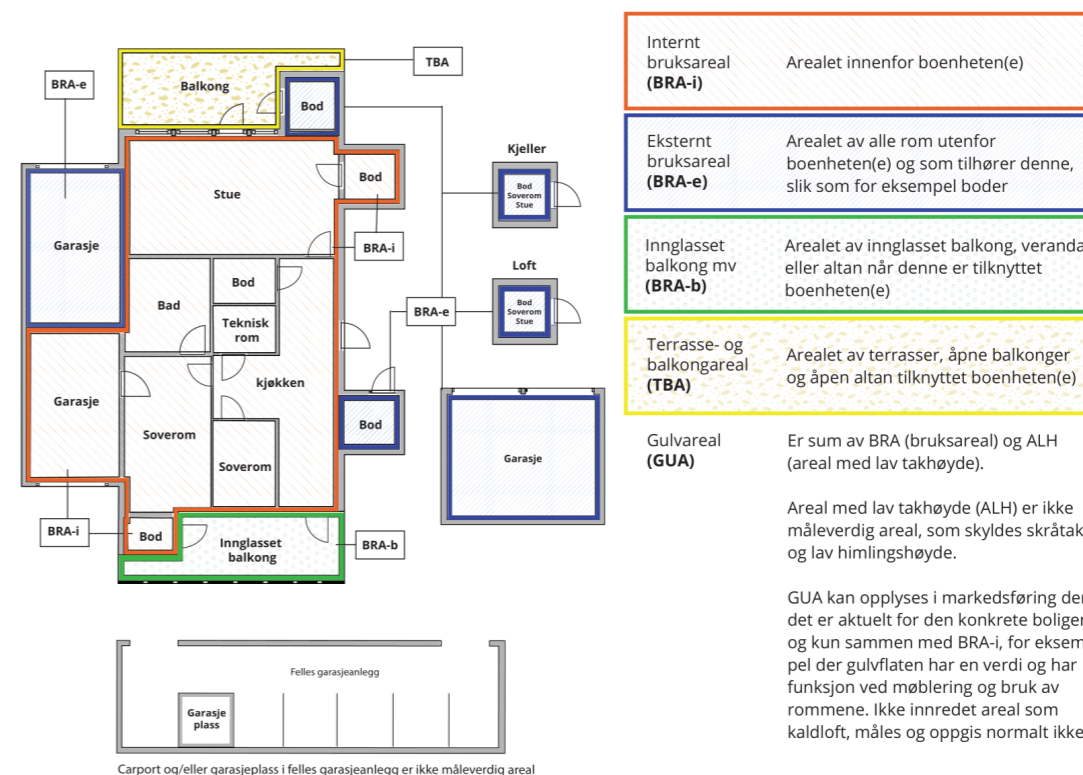 TBA
BRA-e
Balkong
Bod
Kjeller
Bod
Soverom
Stue
Stue
Bod
BRA-i
Garasje
Loft
Bod
Soverom
Stue
Bod
Bad
Teknisk
rom
BRA-e
kjøkken
Garasje
Bod
Soverom
Soverom
Garasje
BRA-i
Bod
Innglasset
balkong
BRA-b
Felles garasjeanlegg
Garasje
plass
Carport og/eller garasjeplass i felles garasjeanlegg er ikke måleverdig areal
Internt
bruksareal
(BRA-i)
Arealet innenfor boenheten(e)
Eksternt
bruksareal
(BRA-e)
Arealet av alle rom utenfor
boenheten(e) og som tilhører denne,
slik som for eksempel boder
Innglasset
balkong mv
(BRA-b)
Arealet av innglasset balkong, veranda
eller altan når denne er tilknyttet
boenheten(e)
Terrasse- og
balkongareal
(TBA)
Arealet av terrasser, åpne balkonger
og åpen altan tilknyttet boenheten(e)
Gulvareal
(GUA)
Er sum av BRA (bruksareal) og ALH
(areal med lav takhøyde).
Areal med lav takhøyde (ALH) er ikke
måleverdig areal, som skyldes skråtak
og lav himlingshøyde.
GUA kan opplyses i markedsføring der
det er aktuelt for den konkrete boligen
og kun sammen med BRA-i, for eksem
pel der gulvflaten har en verdi og har
funksjon ved møblering og bruk av
rommene. Ikke innredet areal som
kaldloft, måles og oppgis normalt ikke